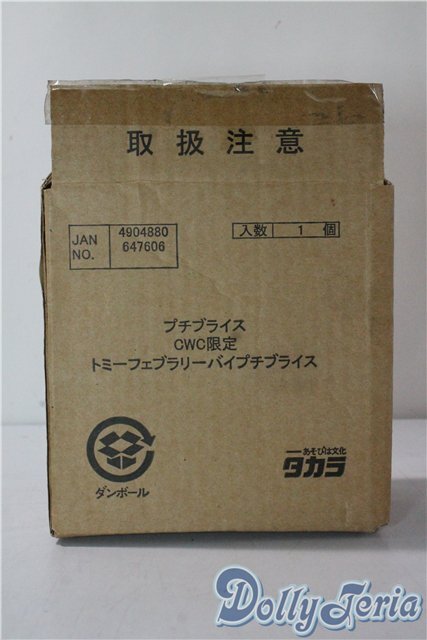 取扱注意
JAN NO. 4904880 647606
入数 1 個
プチブライス
CWC限定
トミーフェブラリーバイプチブライス
ダンボール
あそびは文化
タカラ
Dolly Teria